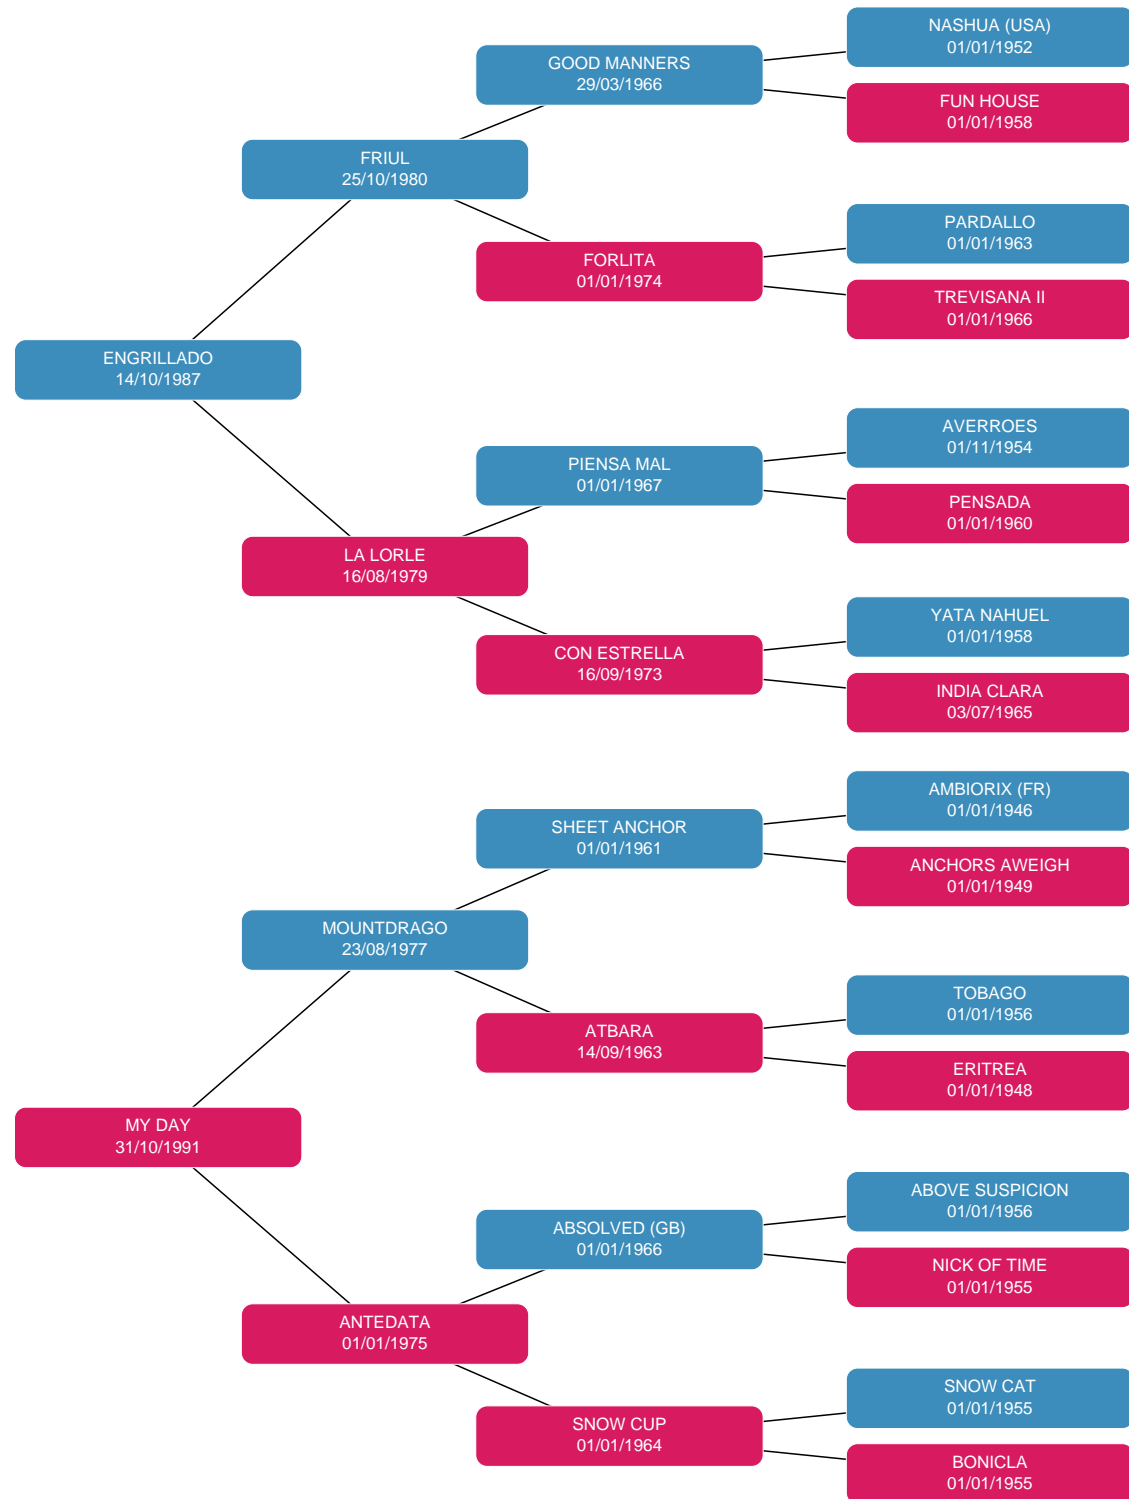 NASHUA (USA)
01/01/1952
GOOD MANNERS
29/03/1966
FUN HOUSE
01/01/1958
FRIUL
25/10/1980
PARDALLO
01/01/1963
FORLITA
01/01/1974
TREVISANA II
01/01/1966
ENGRILLADO
14/10/1987
AVERROES
01/11/1954
PIENSA MAL
01/01/1967
PENSADA
01/01/1960
LA LORLE
16/08/1979
YATA NAHUEL
01/01/1958
CON ESTRELLA
16/09/1973
INDIA CLARA
03/07/1965
AMBIORIX (FR)
01/01/1946
SHEET ANCHOR
01/01/1961
ANCHORS AWEIGH
01/01/1949
MOUNTDRAGO
23/08/1977
TOBAGO
01/01/1956
ATBARA
14/09/1963
ERITREA
01/01/1948
MY DAY
31/10/1991
ABOVE SUSPICION
01/01/1956
ABSOLVED (GB)
01/01/1966
NICK OF TIME
01/01/1955
ANTEDATA
01/01/1975
SNOW CAT
01/01/1955
SNOW CUP
01/01/1964
BONICLA
01/01/1955